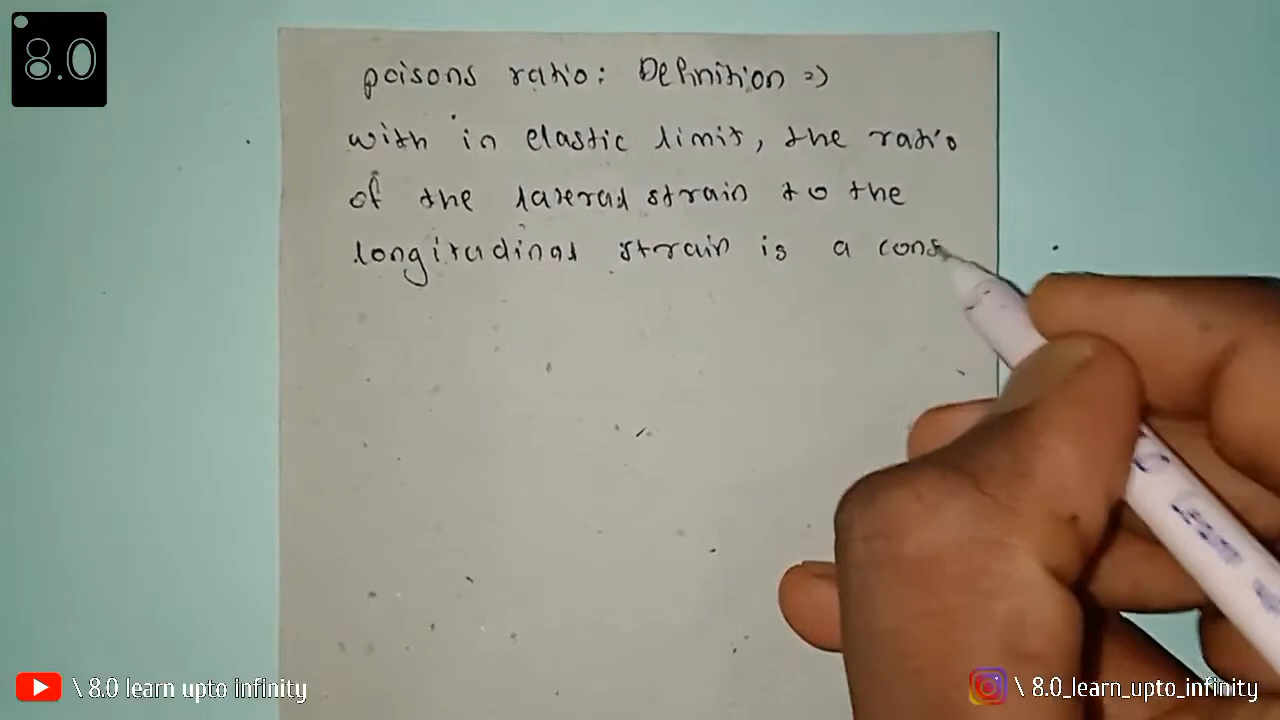 8.0
poisons ratio: Definition =>
with in elastic limit, the ratio
of the lateral strain to the
longitudinal strain is a cons
\ 8.0 learn upto infinity
\ 8.0_learn_upto_infinity